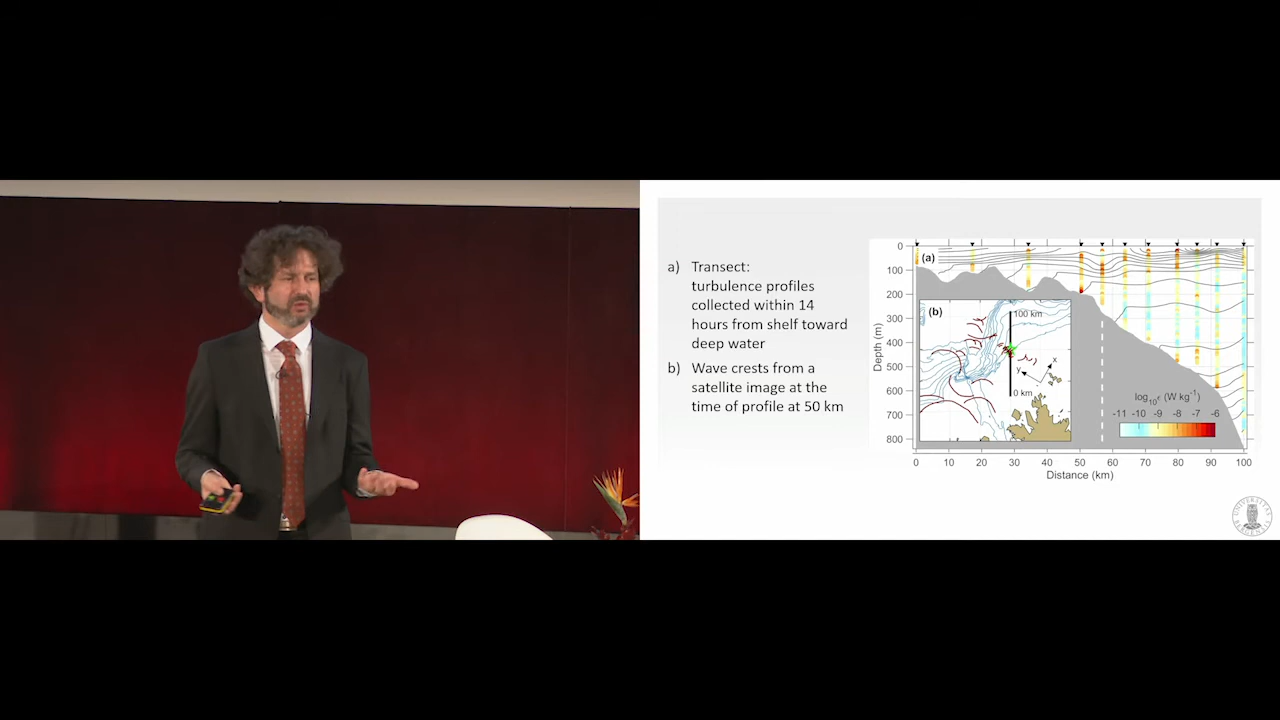 a) Transect:
turbulence profiles
collected within 14
hours from shelf toward
deep water
b) Wave crests from a
satellite image at the
time of profile at 50 km
(a)
(b)
100 km
0 km
x
y
Depth (m)
0
100
200
300
400
500
600
700
800
log10ε (W kg-1)
-11 -10 -9 -8 -7 -6
0 10 20 30 40 50 60 70 80 90 100
Distance (km)